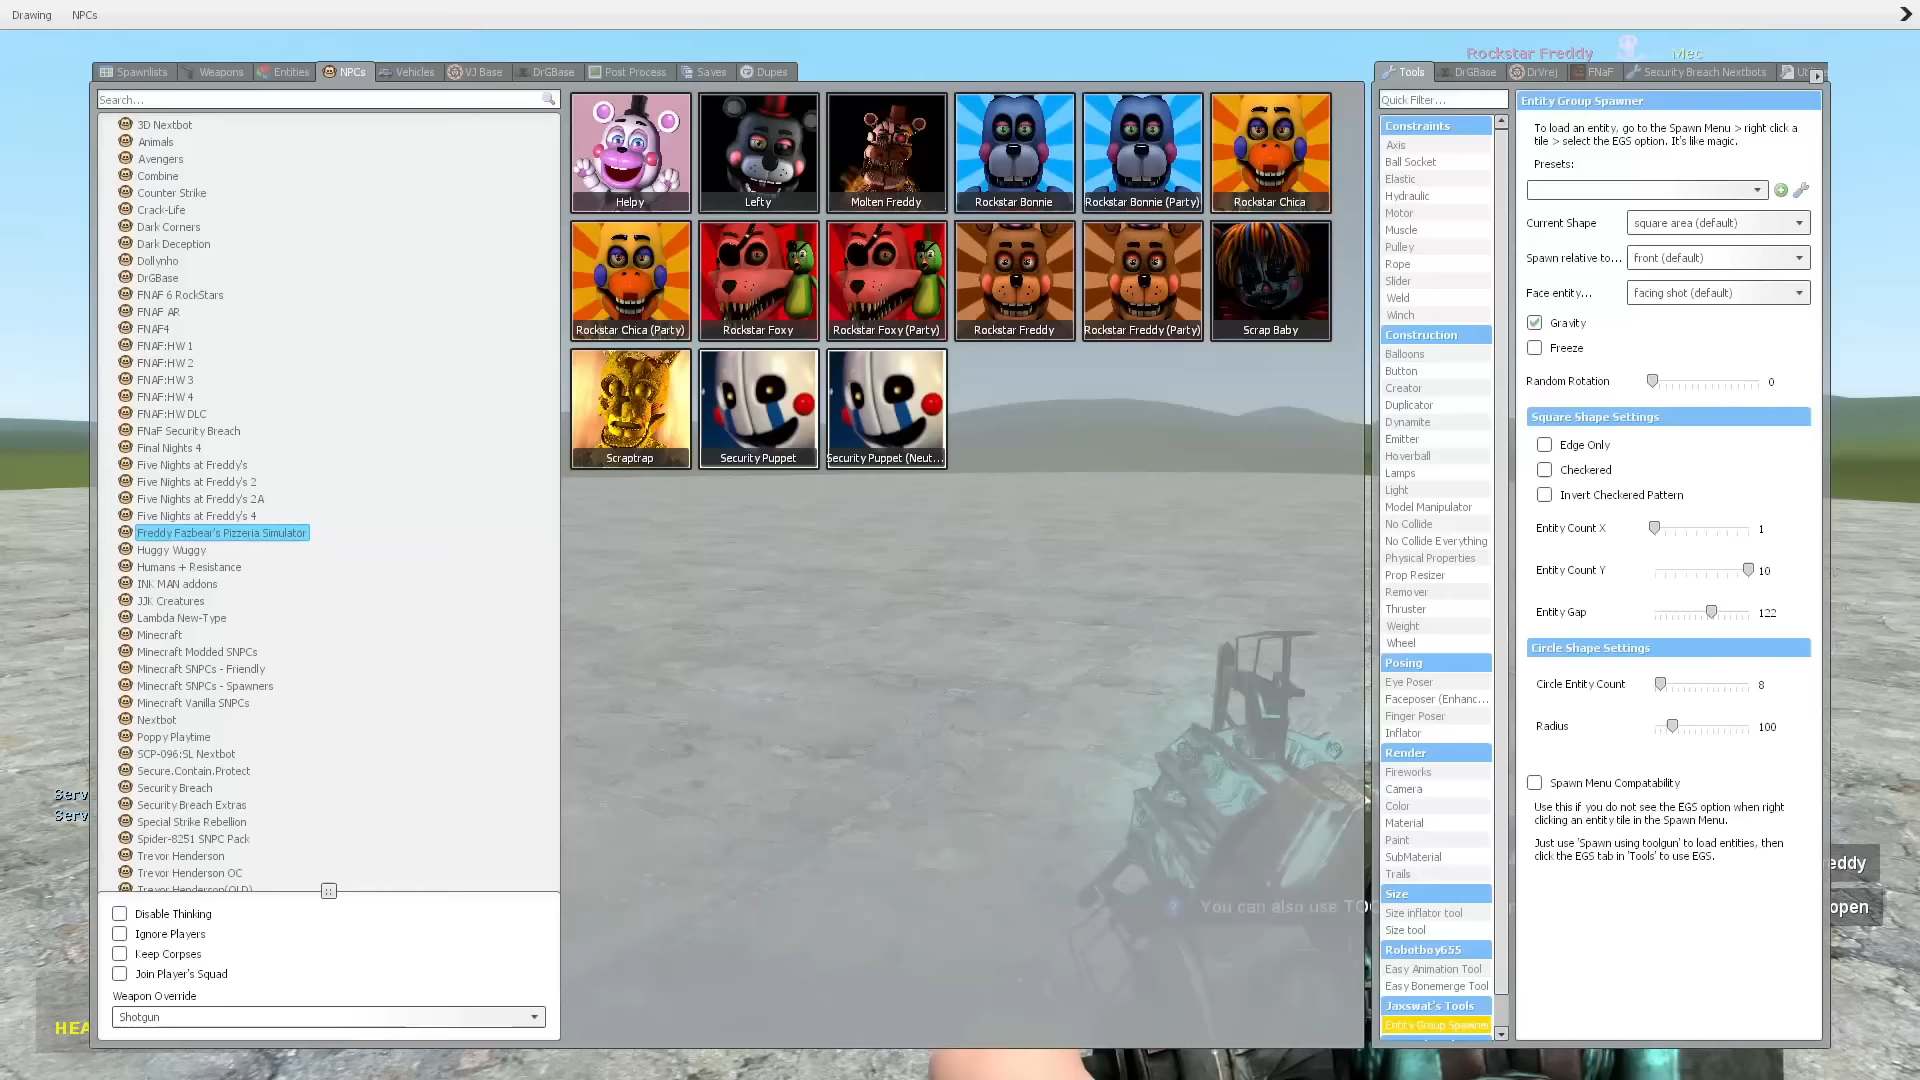 Drawing NPCs
Rockstar Freddy Mec
Spawnlists Weapons Entities NPCs Vehicles VJ Base DrGBase Post Process Saves Dupes
Search...
3D Nextbot
Animals
Avengers
Combine
Counter Strike
Crack-Life
Dark Corners
Dark Deception
Dollynho
DrGBase
FNAF 6 RockStars
FNAF AR
FNAF4
FNAF:HW 1
FNAF:HW 2
FNAF:HW 3
FNAF:HW 4
FNAF:HW DLC
FNaF Security Breach
Final Nights 4
Five Nights at Freddy's
Five Nights at Freddy's 2
Five Nights at Freddy's 2A
Five Nights at Freddy's 4
Freddy Fazbear's Pizzeria Simulator
Huggy Wuggy
Humans + Resistance
INK MAN addons
JJK Creatures
Lambda New-Type
Minecraft
Minecraft Modded SNPCs
Minecraft SNPCs - Friendly
Minecraft SNPCs - Spawners
Minecraft Vanilla SNPCs
Nextbot
Poppy Playtime
SCP-096:SL Nextbot
Secure.Contain.Protect
Security Breach
Security Breach Extras
Special Strike Rebellion
Spider-8251 SNPC Pack
Trevor Henderson
Trevor Henderson OC
Trevor Henderson(OLD)
Disable Thinking
Ignore Players
Keep Corpses
Join Player's Squad
Weapon Override
Shotgun
Serv
Serv
HEA
Helpy Lefty Molten Freddy Rockstar Bonnie Rockstar Bonnie (Party) Rockstar Chica
Rockstar Chica (Party) Rockstar Foxy Rockstar Foxy (Party) Rockstar Freddy Rockstar Freddy (Party) Scrap Baby
Scraptrap Security Puppet Security Puppet (Neut...
You can also use TOO
Tools DrGBase DrVrej FNaF Security Breach Nextbots
Quick Filter...
Constraints
Axis
Ball Socket
Elastic
Hydraulic
Motor
Muscle
Pulley
Rope
Slider
Weld
Winch
Construction
Balloons
Button
Creator
Duplicator
Dynamite
Emitter
Hoverball
Lamps
Light
Model Manipulator
No Collide
No Collide Everything
Physical Properties
Prop Resizer
Remover
Thruster
Weight
Wheel
Posing
Eye Poser
Faceposer (Enhanc...
Finger Poser
Inflator
Render
Fireworks
Camera
Color
Material
Paint
SubMaterial
Trails
Size
Size inflator tool
Size tool
Robotboy655
Easy Animation Tool
Easy Bonemerge Tool
Jaxswat's Tools
Entity Group Spawner
Entity Group Spawner
To load an entity, go to the Spawn Menu > right click a
tile > select the EGS option. It's like magic.
Presets:
Current Shape square area (default)
Spawn relative to... front (default)
Face entity... facing shot (default)
Gravity
Freeze
Random Rotation 0
Square Shape Settings
Edge Only
Checkered
Invert Checkered Pattern
Entity Count X 1
Entity Count Y 10
Entity Gap 122
Circle Shape Settings
Circle Entity Count 8
Radius 100
Spawn Menu Compatability
Use this if you do not see the EGS option when right
clicking an entity tile in the Spawn Menu.
Just use 'Spawn using toolgun' to load entities, then
click the EGS tab in 'Tools' to use EGS.
eddy
open